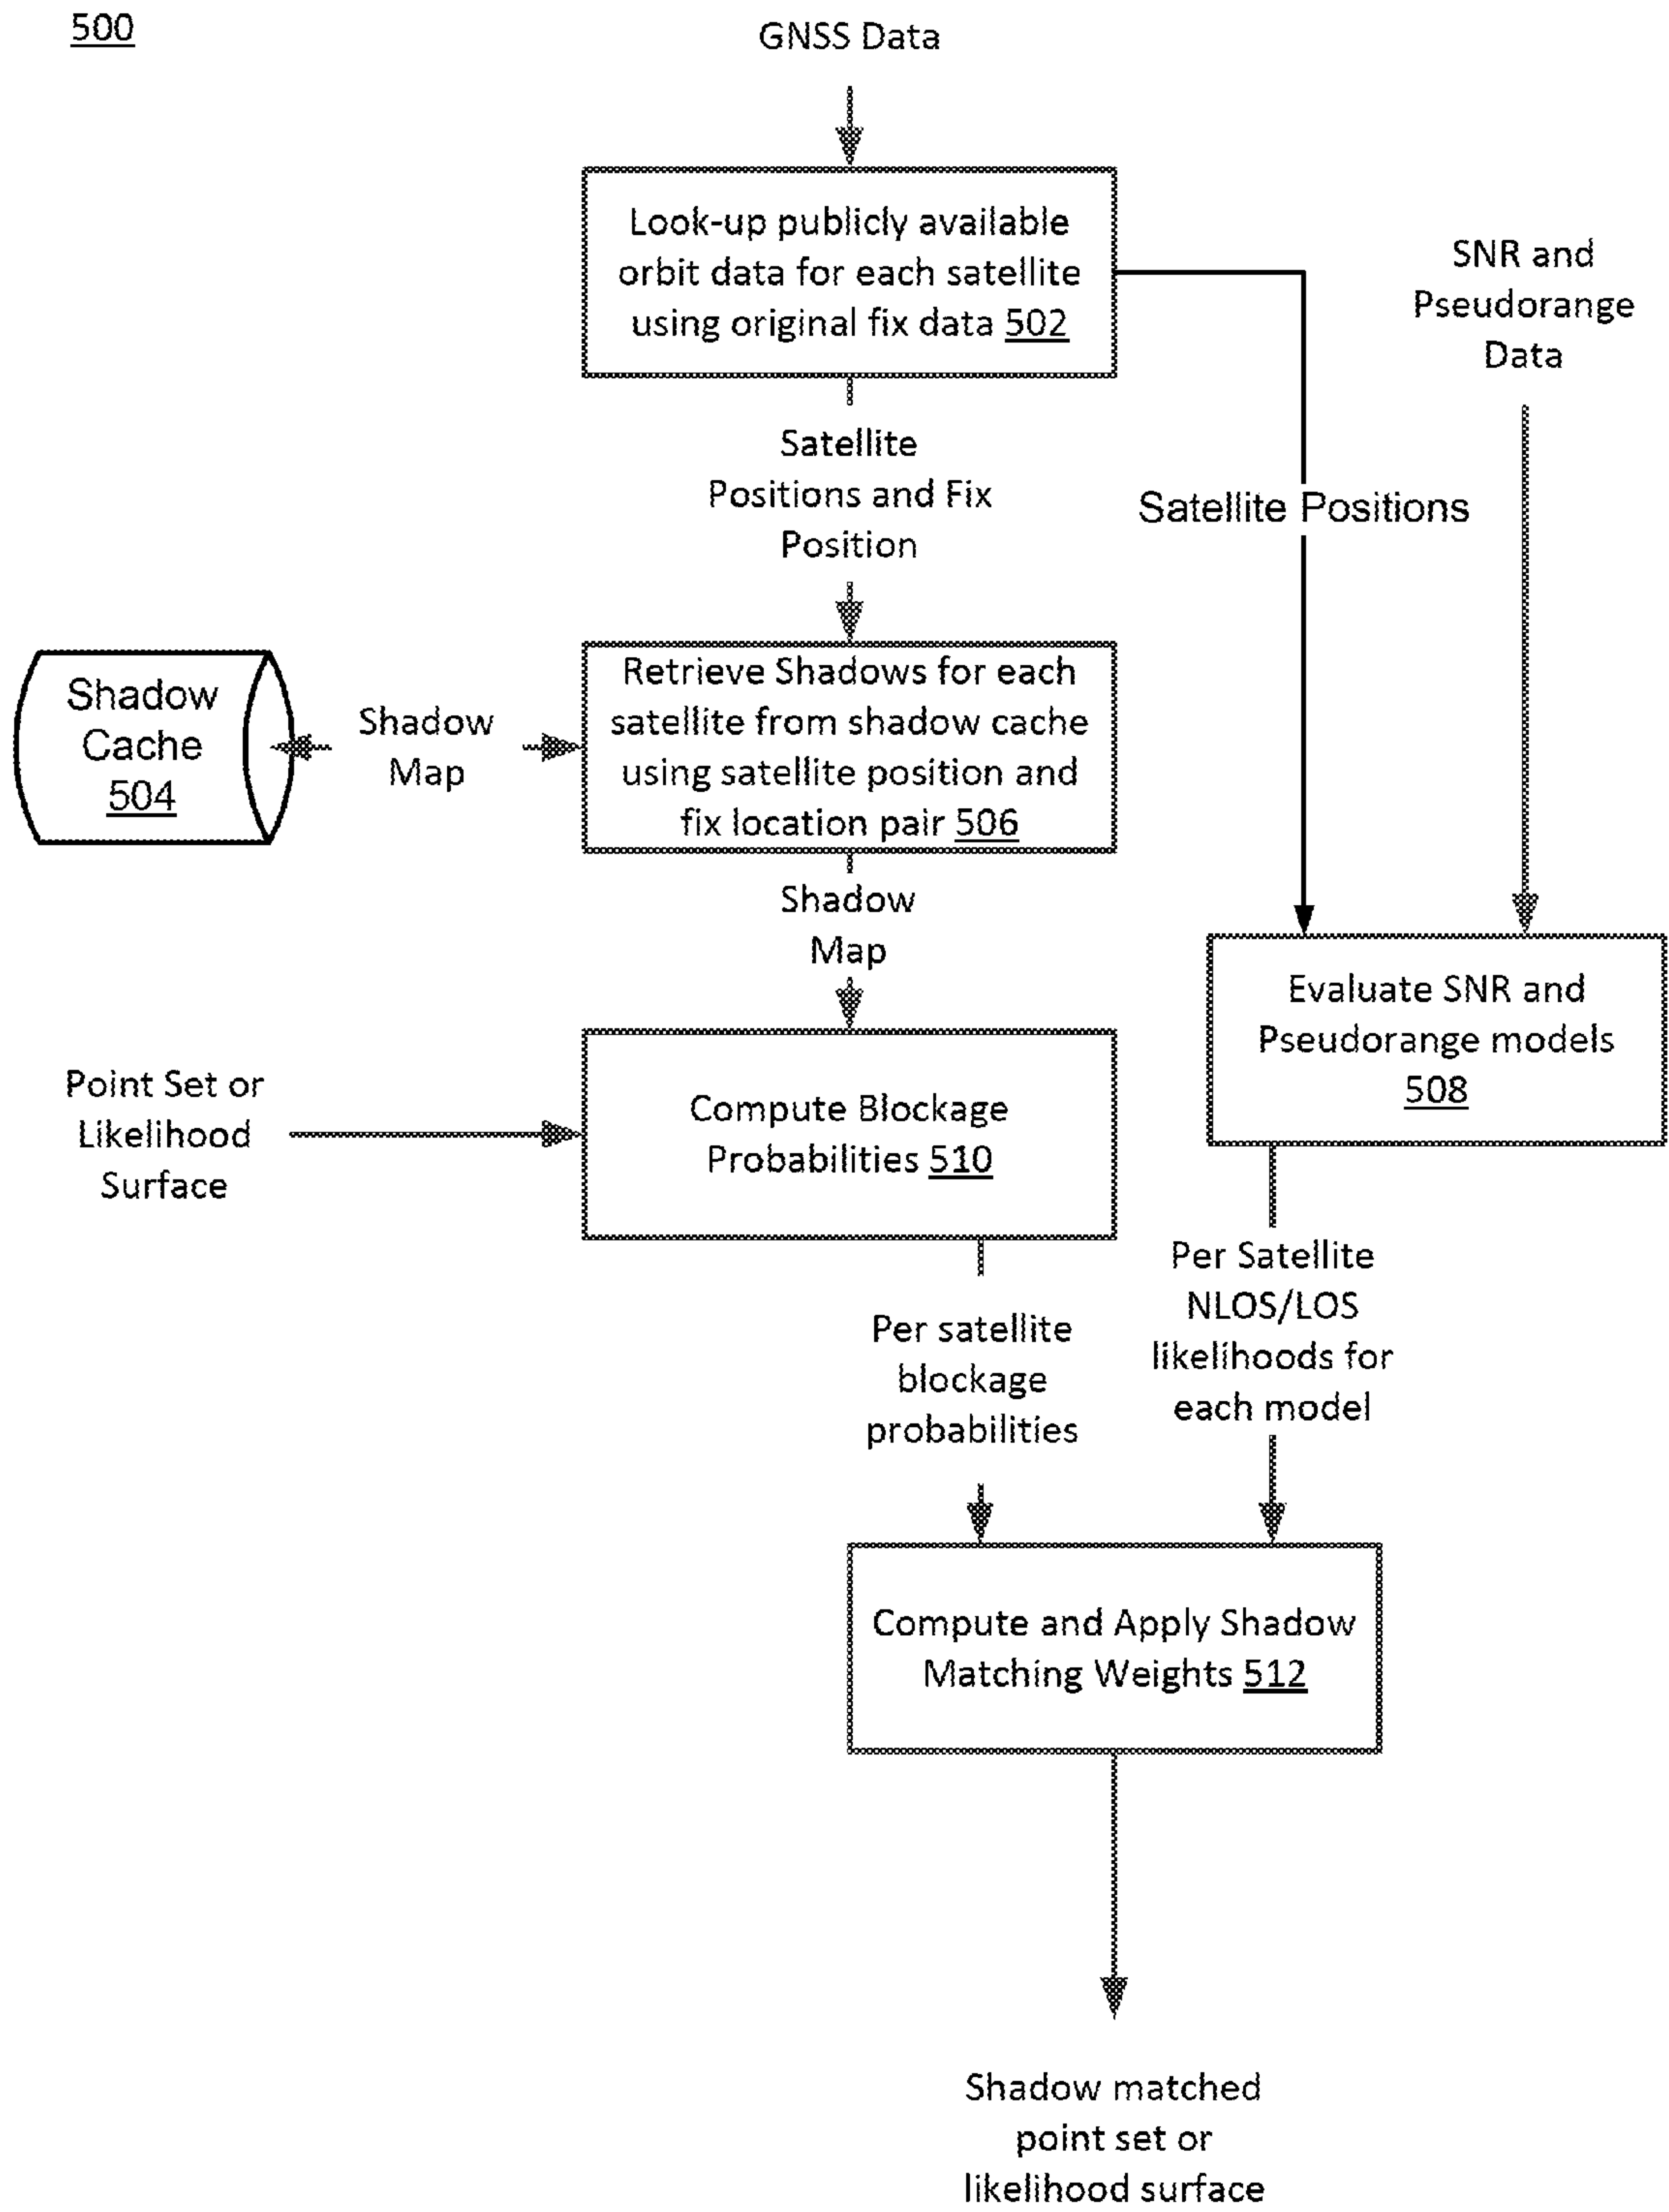 500
GNSS Data
Look-up publicly available
orbit data for each satellite
using original fix data 502
SNR and
Pseudorange
Data
Satellite
Positions and Fix
Position
Satellite Positions
Shadow
Cache
504
Shadow
Map
Retrieve Shadows for each
satellite from shadow cache
using satellite position and
fix location pair 506
Shadow
Map
Evaluate SNR and
Pseudorange models
508
Point Set or
Likelihood
Surface
Compute Blockage
Probabilities 510
Per satellite
blockage
probabilities
Per Satellite
NLOS/LOS
likelihoods for
each model
Compute and Apply Shadow
Matching Weights 512
Shadow matched
point set or
likelihood surface